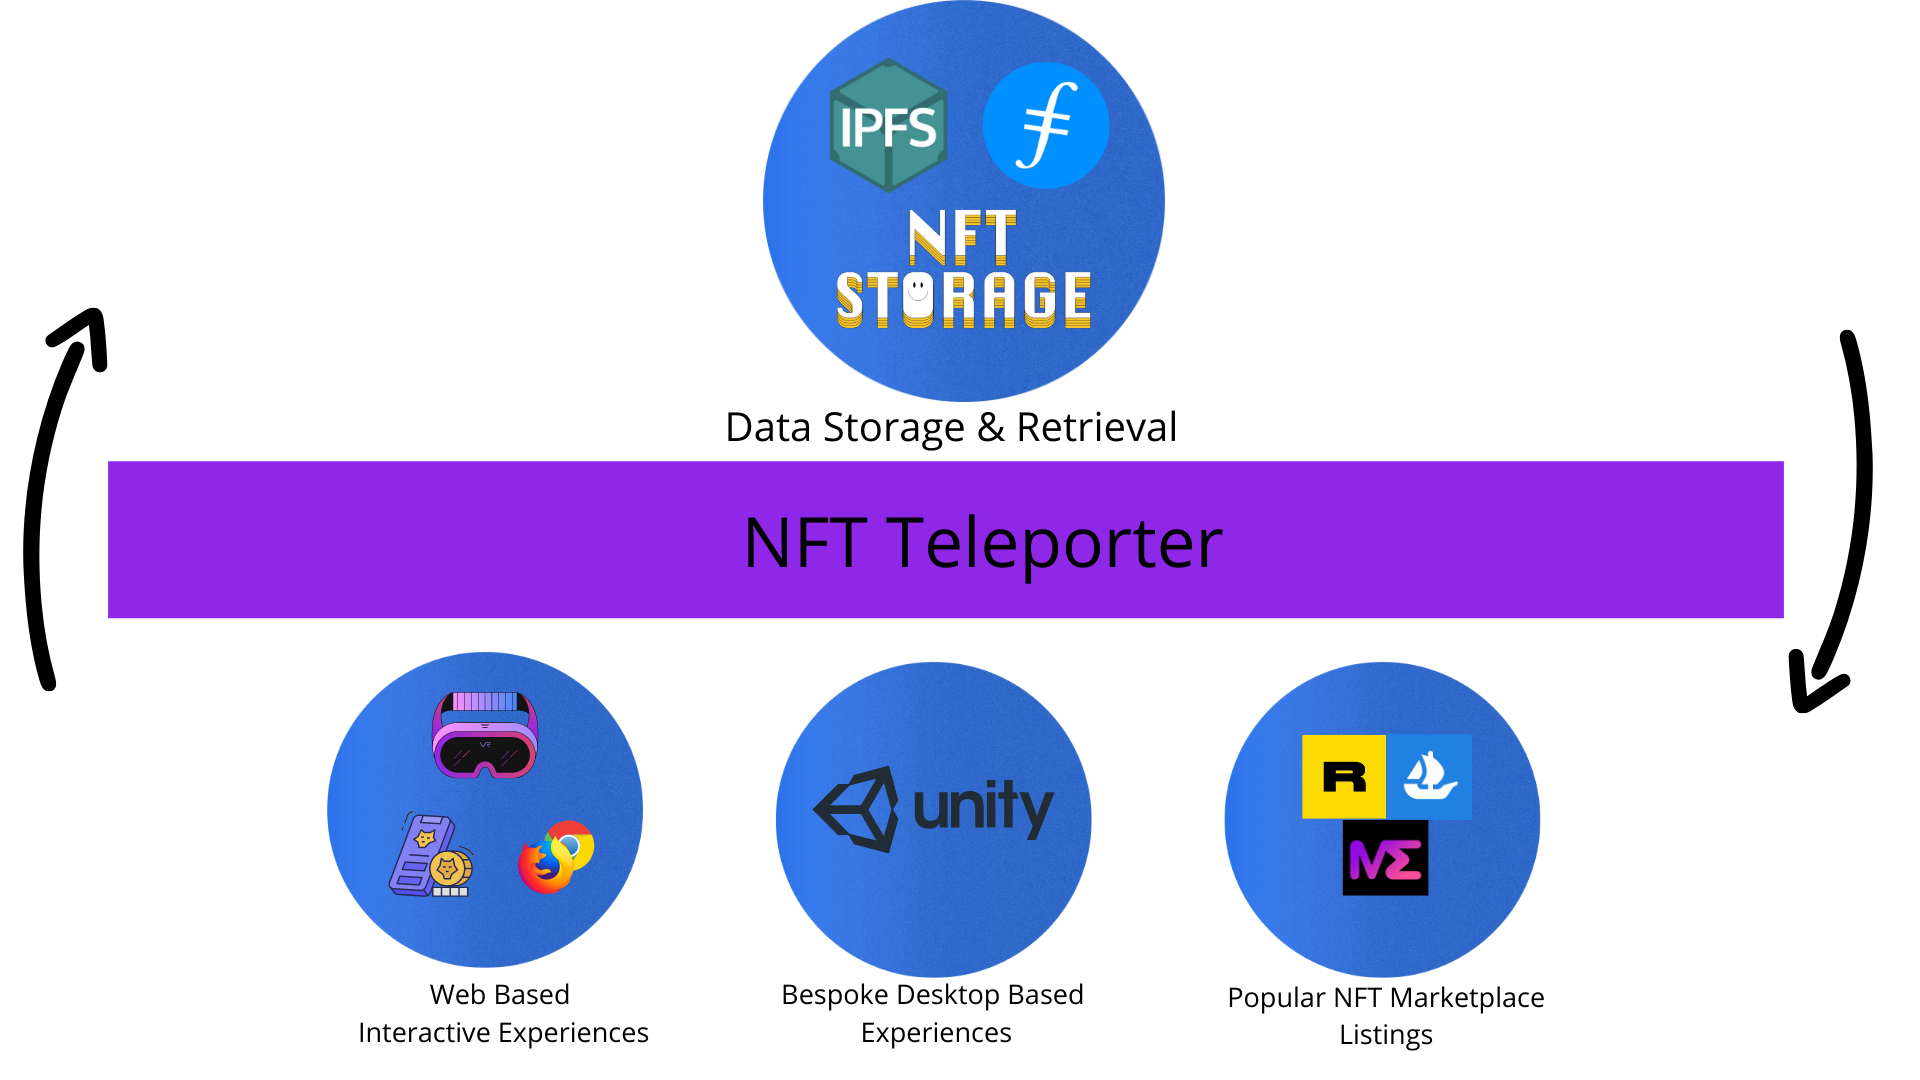 IPFS
NFT
STORAGE
Data Storage & Retrieval
NFT Teleporter
VR
unity
R
ME
Web Based
Interactive Experiences
Bespoke Desktop Based
Experiences
Popular NFT Marketplace
Listings